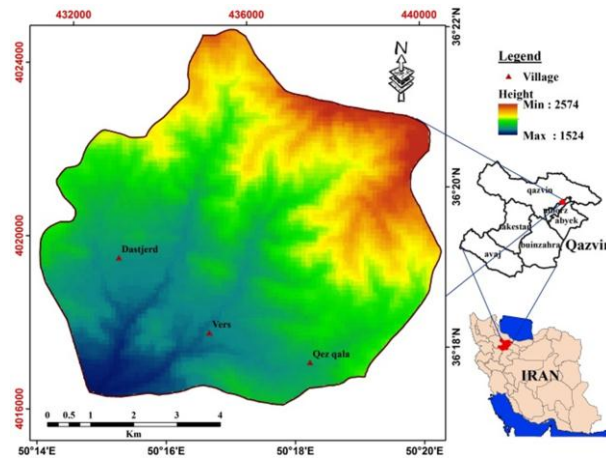 432000
436000
440000
4024000
4020000
4016000
36°22'N
36°20'N
36°18'N
N
Legend
Village
Height
Min : 2574
Max : 1524
qazvin
abyek
takestan
buinzahra
avaj
Qazvin
IRAN
Dastjerd
Vers
Qez qala
0 0.5 1 2 3 4
Km
50°14'E
50°16'E
50°18'E
50°20'E